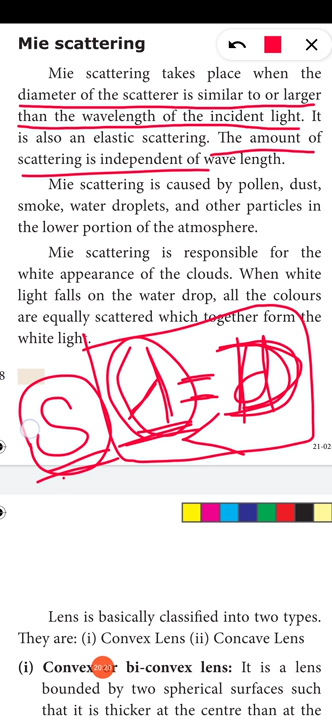 Mie scattering
Mie scattering takes place when the
diameter of the scatterer is similar to or larger
than the wavelength of the incident light. It
is also an elastic scattering. The amount of
scattering is independent of wave length.
Mie scattering is caused by pollen, dust,
smoke, water droplets, and other particles in
the lower portion of the atmosphere.
Mie scattering is responsible for the
white appearance of the clouds. When white
light falls on the water drop, all the colours
are equally scattered which together form the
white light.
8
S λ = d
21-02
Lens is basically classified into two types.
They are: (i) Convex Lens (ii) Concave Lens
20:20
(i) Convex or bi-convex lens: It is a lens
bounded by two spherical surfaces such
that it is thicker at the centre than at the